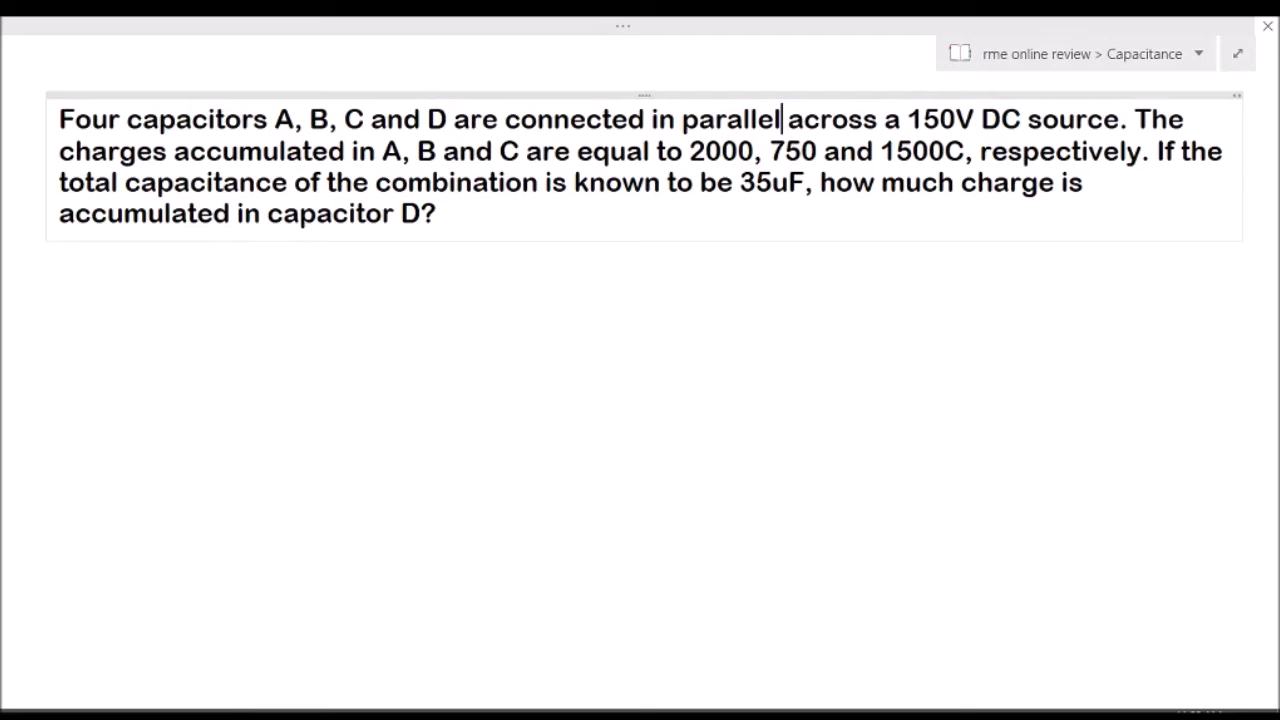 rme online review > Capacitance
Four capacitors A, B, C and D are connected in parallel across a 150V DC source. The
charges accumulated in A, B and C are equal to 2000, 750 and 1500C, respectively. If the
total capacitance of the combination is known to be 35uF, how much charge is
accumulated in capacitor D?